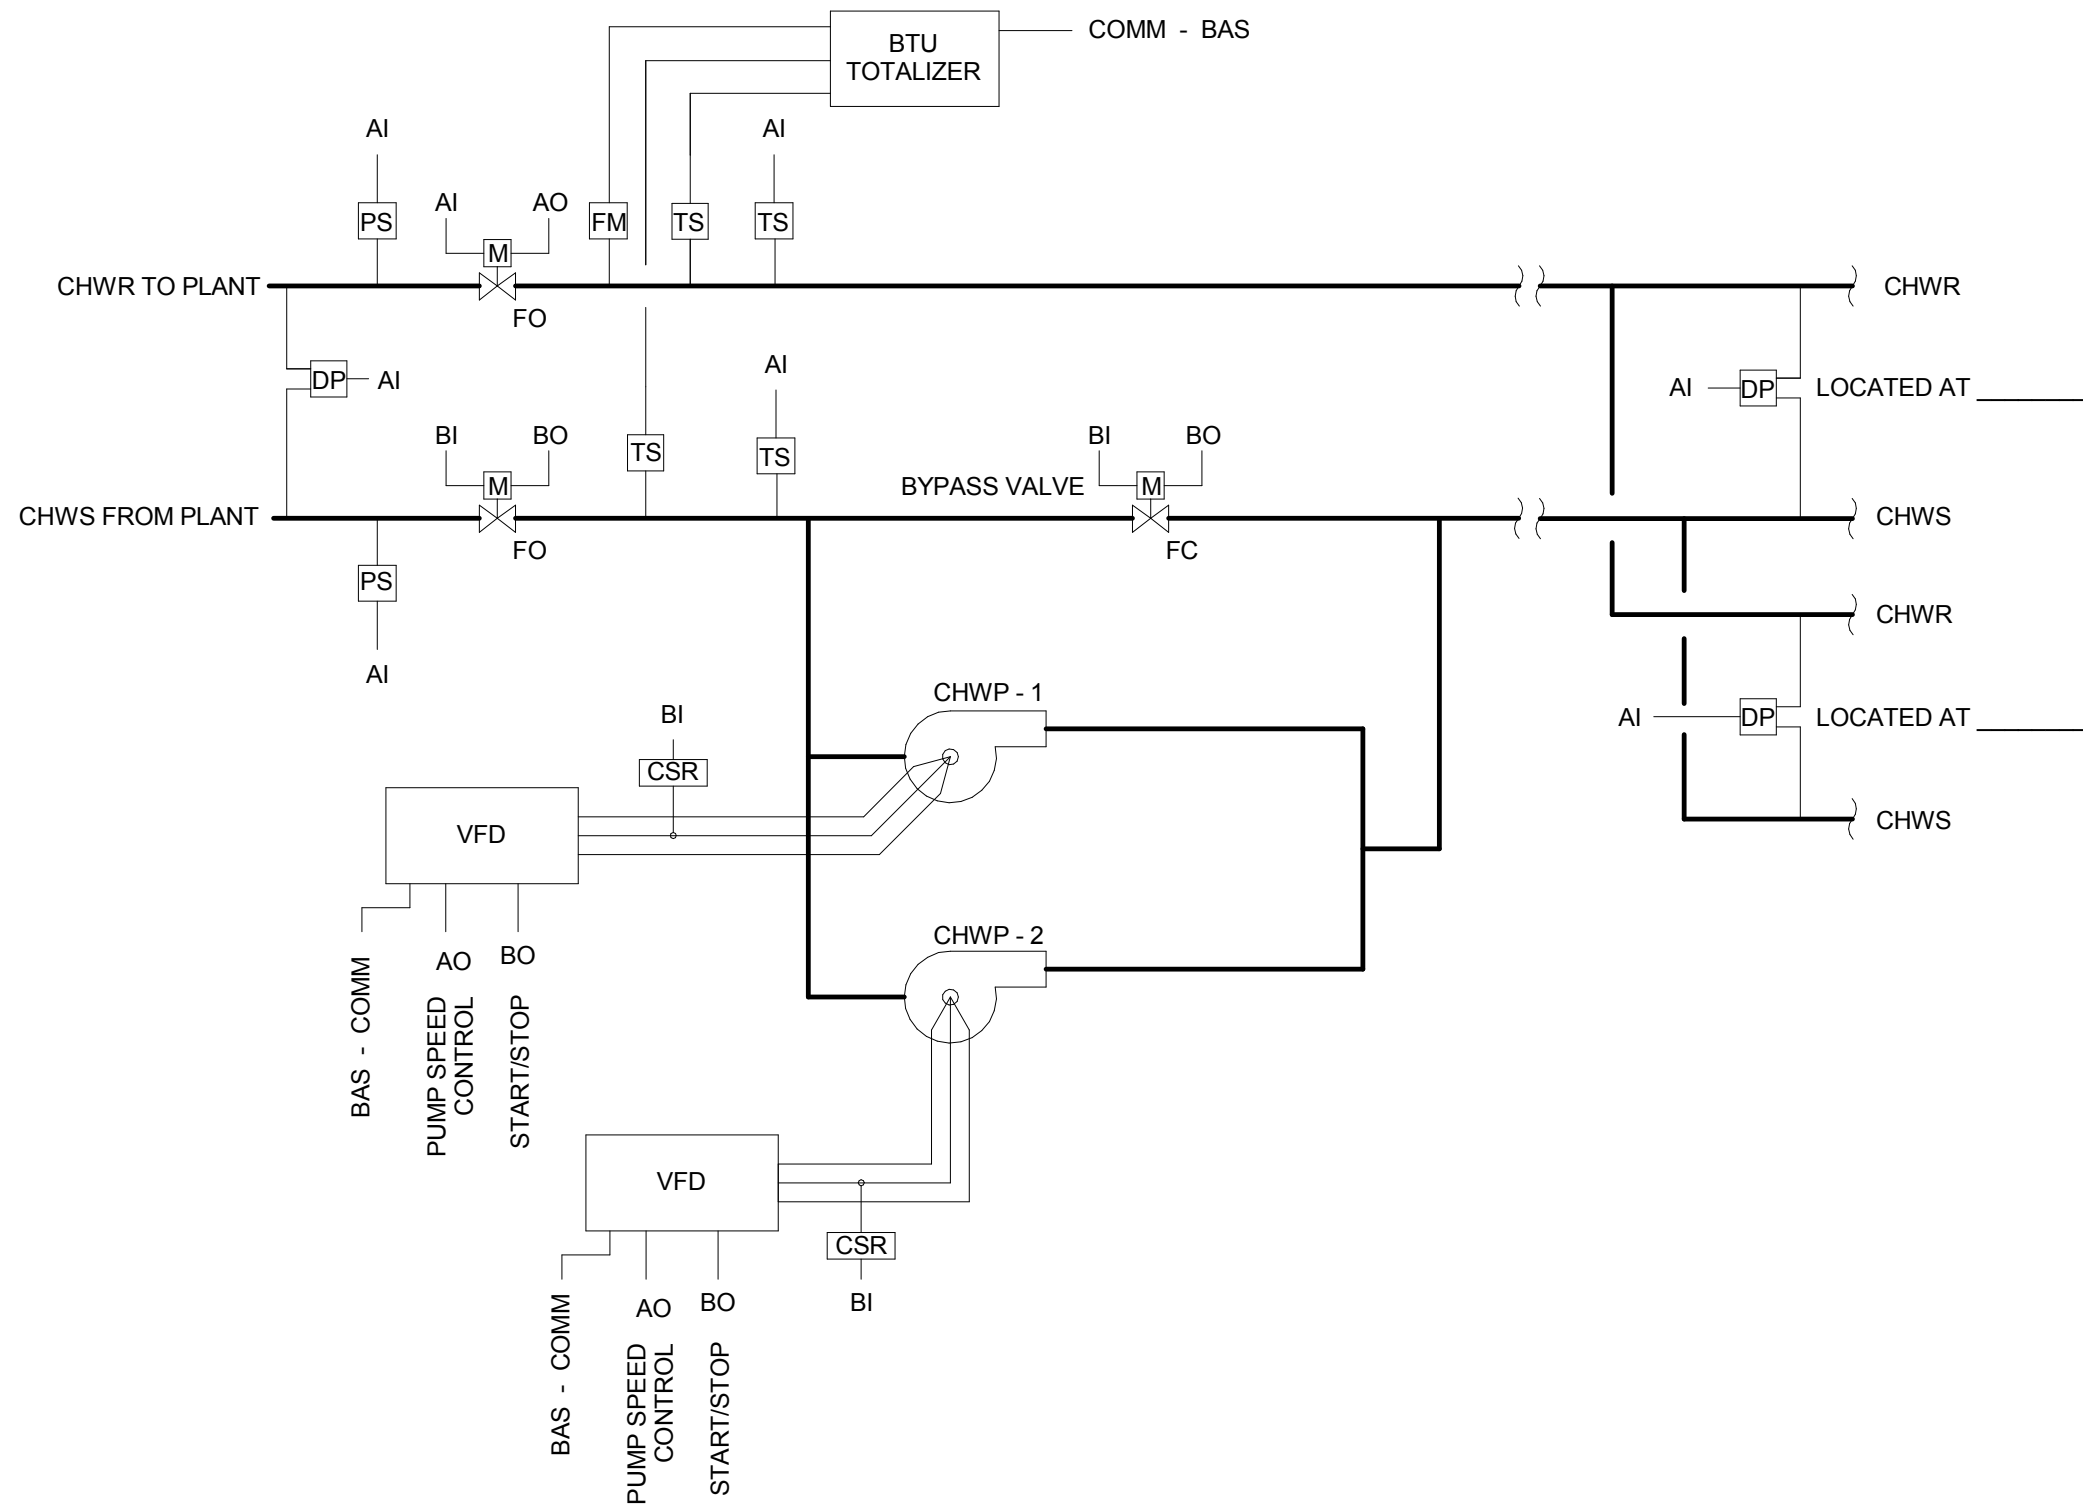 COMM - BAS
BTU
TOTALIZER
AI
AI
AI
AO
PS
FM
TS
TS
M
CHWR TO PLANT
CHWR
FO
AI
DP
AI
AI
DP
LOCATED AT ________
BI
BO
BI
BO
TS
TS
M
BYPASS VALVE
M
CHWS FROM PLANT
CHWS
FO
FC
PS
CHWR
AI
CHWP - 1
BI
AI
DP
LOCATED AT ________
CSR
VFD
CHWS
CHWP - 2
BAS - COMM
AO
PUMP SPEED
CONTROL
BO
START/STOP
VFD
CSR
BI
BAS - COMM
AO
PUMP SPEED
CONTROL
BO
START/STOP